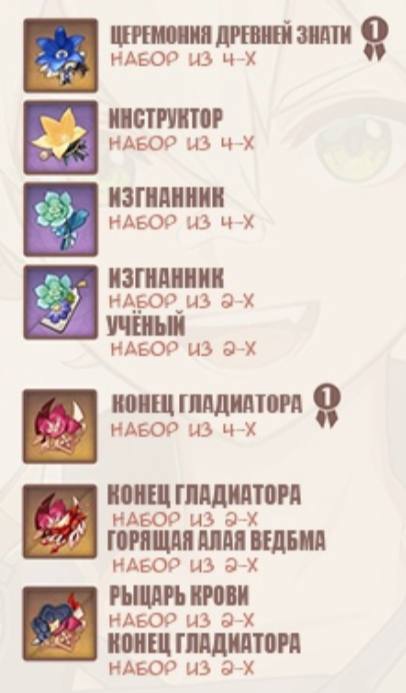 ЦЕРЕМОНИЯ ДРЕВНЕЙ ЗНАТИ 1
НАБОР ИЗ 4-Х
ИНСТРУКТОР
НАБОР ИЗ 4-Х
ИЗГНАННИК
НАБОР ИЗ 4-Х
ИЗГНАННИК
НАБОР ИЗ 2-Х
УЧЁНЫЙ
НАБОР ИЗ 2-Х
КОНЕЦ ГЛАДИАТОРА 1
НАБОР ИЗ 4-Х
КОНЕЦ ГЛАДИАТОРА
НАБОР ИЗ 2-Х
ГОРЯЩАЯ АЛАЯ ВЕДЬМА
НАБОР ИЗ 2-Х
РЫЦАРЬ КРОВИ
НАБОР ИЗ 2-Х
КОНЕЦ ГЛАДИАТОРА
НАБОР ИЗ 2-Х